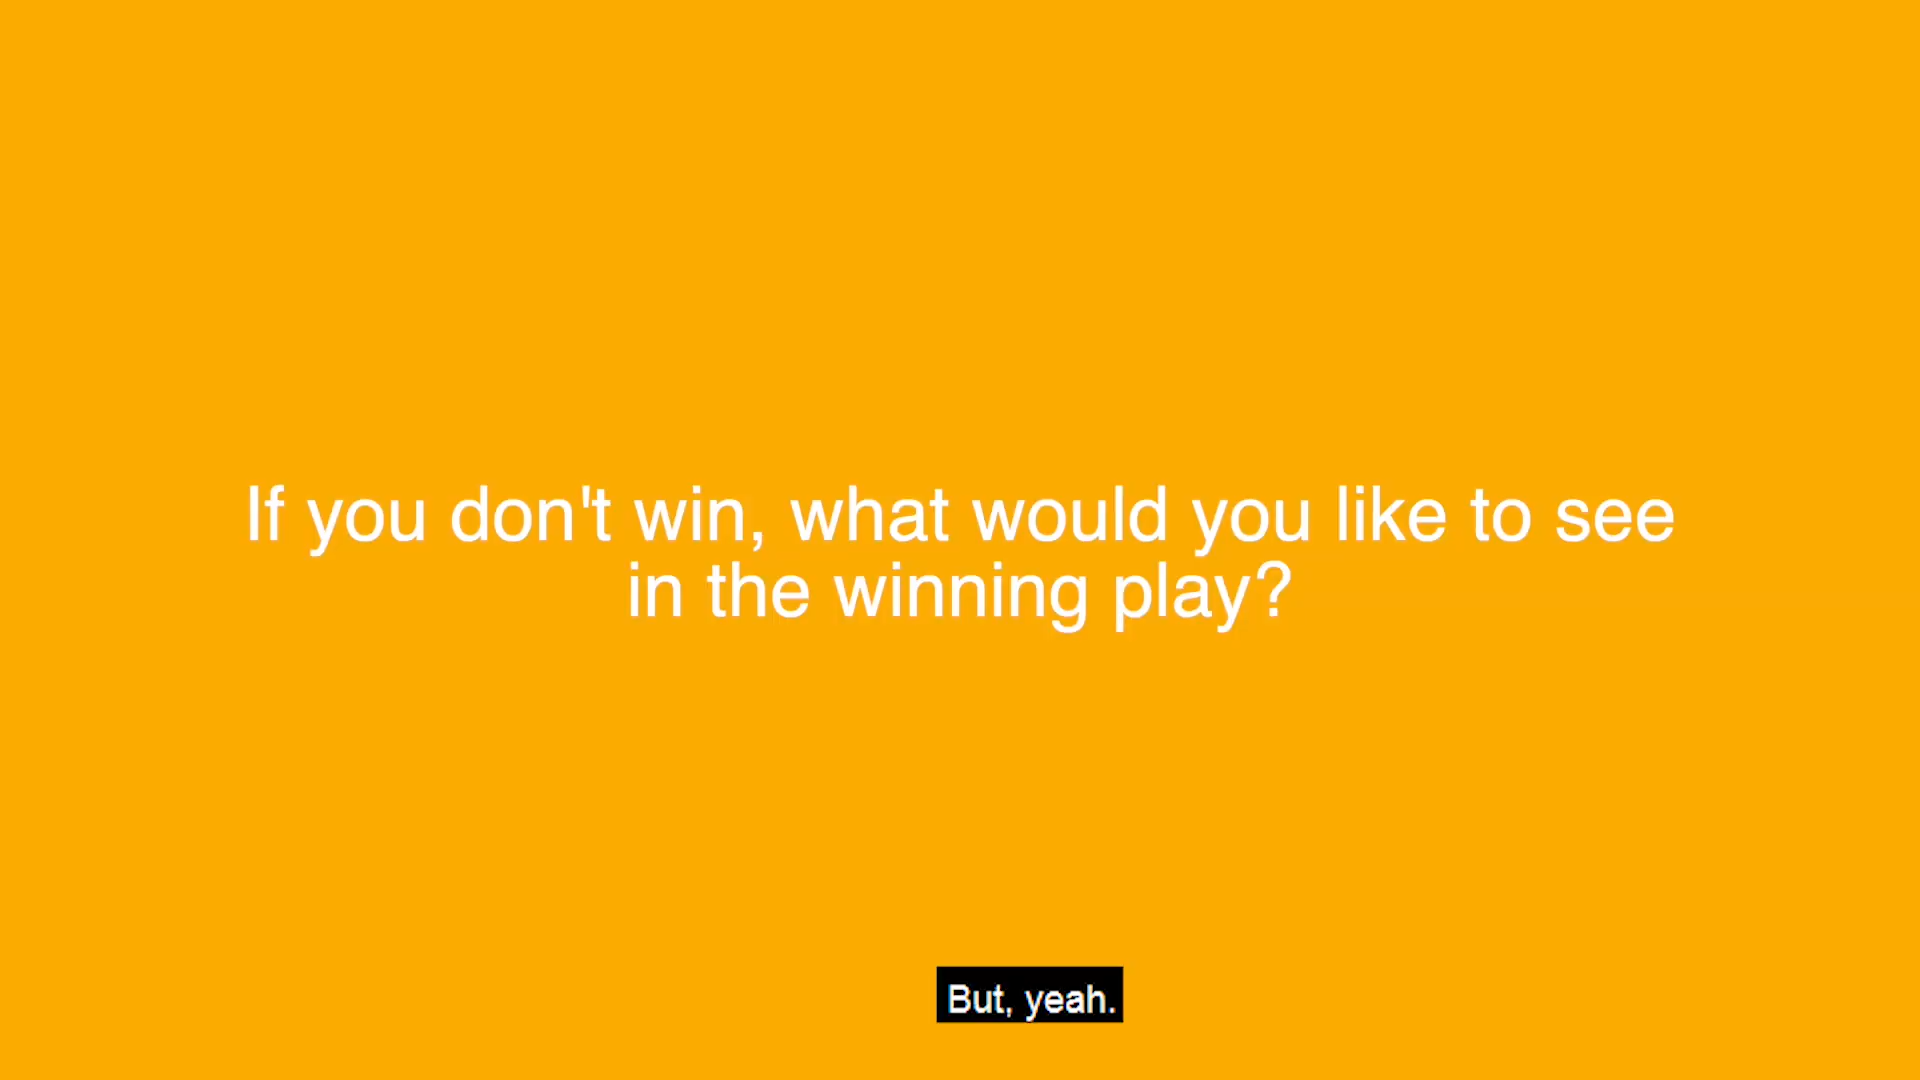 If you don't win, what would you like to see
in the winning play?
But, yeah.